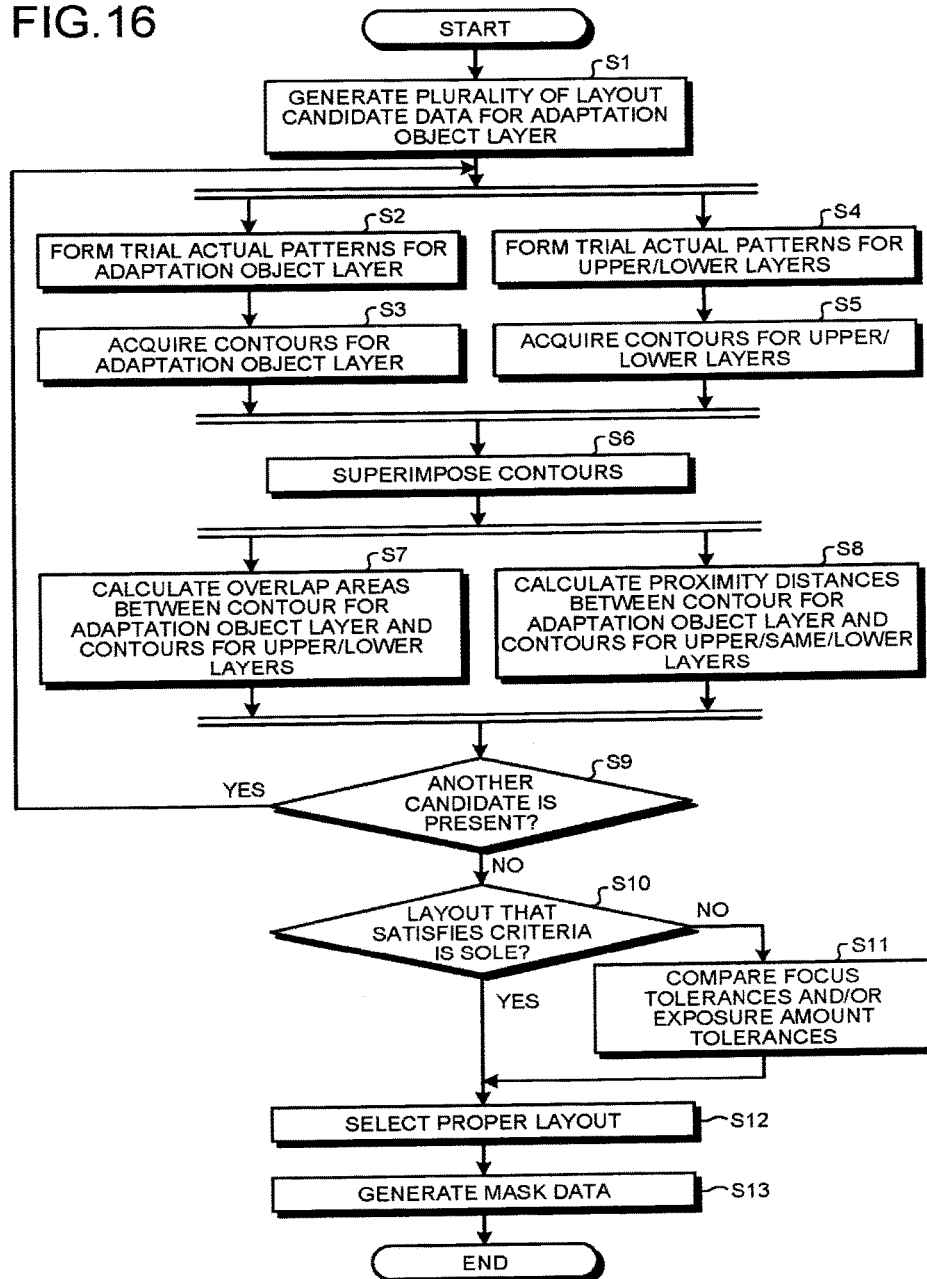 FIG.16
START
S1
GENERATE PLURALITY OF LAYOUT
CANDIDATE DATA FOR ADAPTATION
OBJECT LAYER
S2
FORM TRIAL ACTUAL PATTERNS FOR
ADAPTATION OBJECT LAYER
S4
FORM TRIAL ACTUAL PATTERNS FOR
UPPER/LOWER LAYERS
S3
ACQUIRE CONTOURS FOR
ADAPTATION OBJECT LAYER
S5
ACQUIRE CONTOURS FOR UPPER/
LOWER LAYERS
S6
SUPERIMPOSE CONTOURS
S7
CALCULATE OVERLAP AREAS
BETWEEN CONTOUR FOR
ADAPTATION OBJECT LAYER AND
CONTOURS FOR UPPER/LOWER
LAYERS
S8
CALCULATE PROXIMITY DISTANCES
BETWEEN CONTOUR FOR
ADAPTATION OBJECT LAYER AND
CONTOURS FOR UPPER/SAME/LOWER
LAYERS
S9
YES
ANOTHER
CANDIDATE IS
PRESENT?
NO
S10
LAYOUT THAT
SATISFIES CRITERIA
IS SOLE?
NO
S11
COMPARE FOCUS
TOLERANCES AND/OR
EXPOSURE AMOUNT
TOLERANCES
YES
SELECT PROPER LAYOUT
S12
GENERATE MASK DATA
S13
END